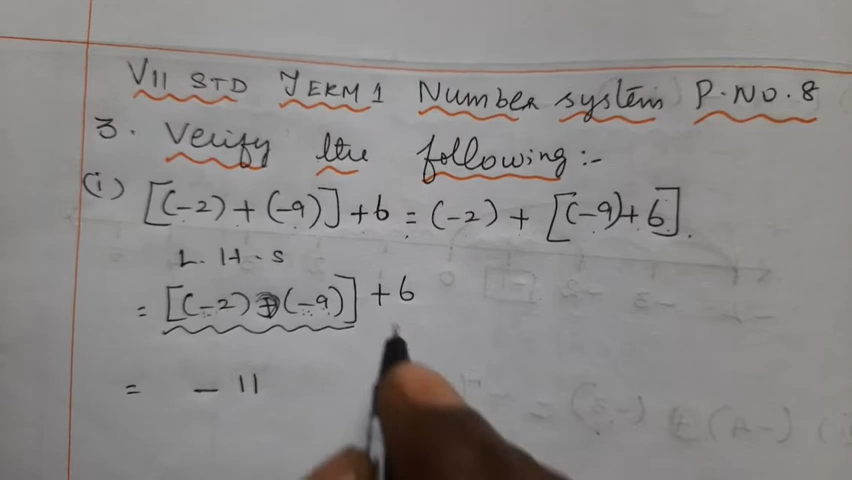 VII STD TERM 1 Number system P.NO.8
3. Verify the following :-
(i) [(-2) + (-9)] + 6 = (-2) + [(-9) + 6].
L.H.S
= [(-2) + (-9)] + 6
= - 11